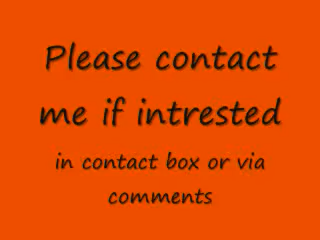 Please contact
me if intrested
in contact box or via
comments